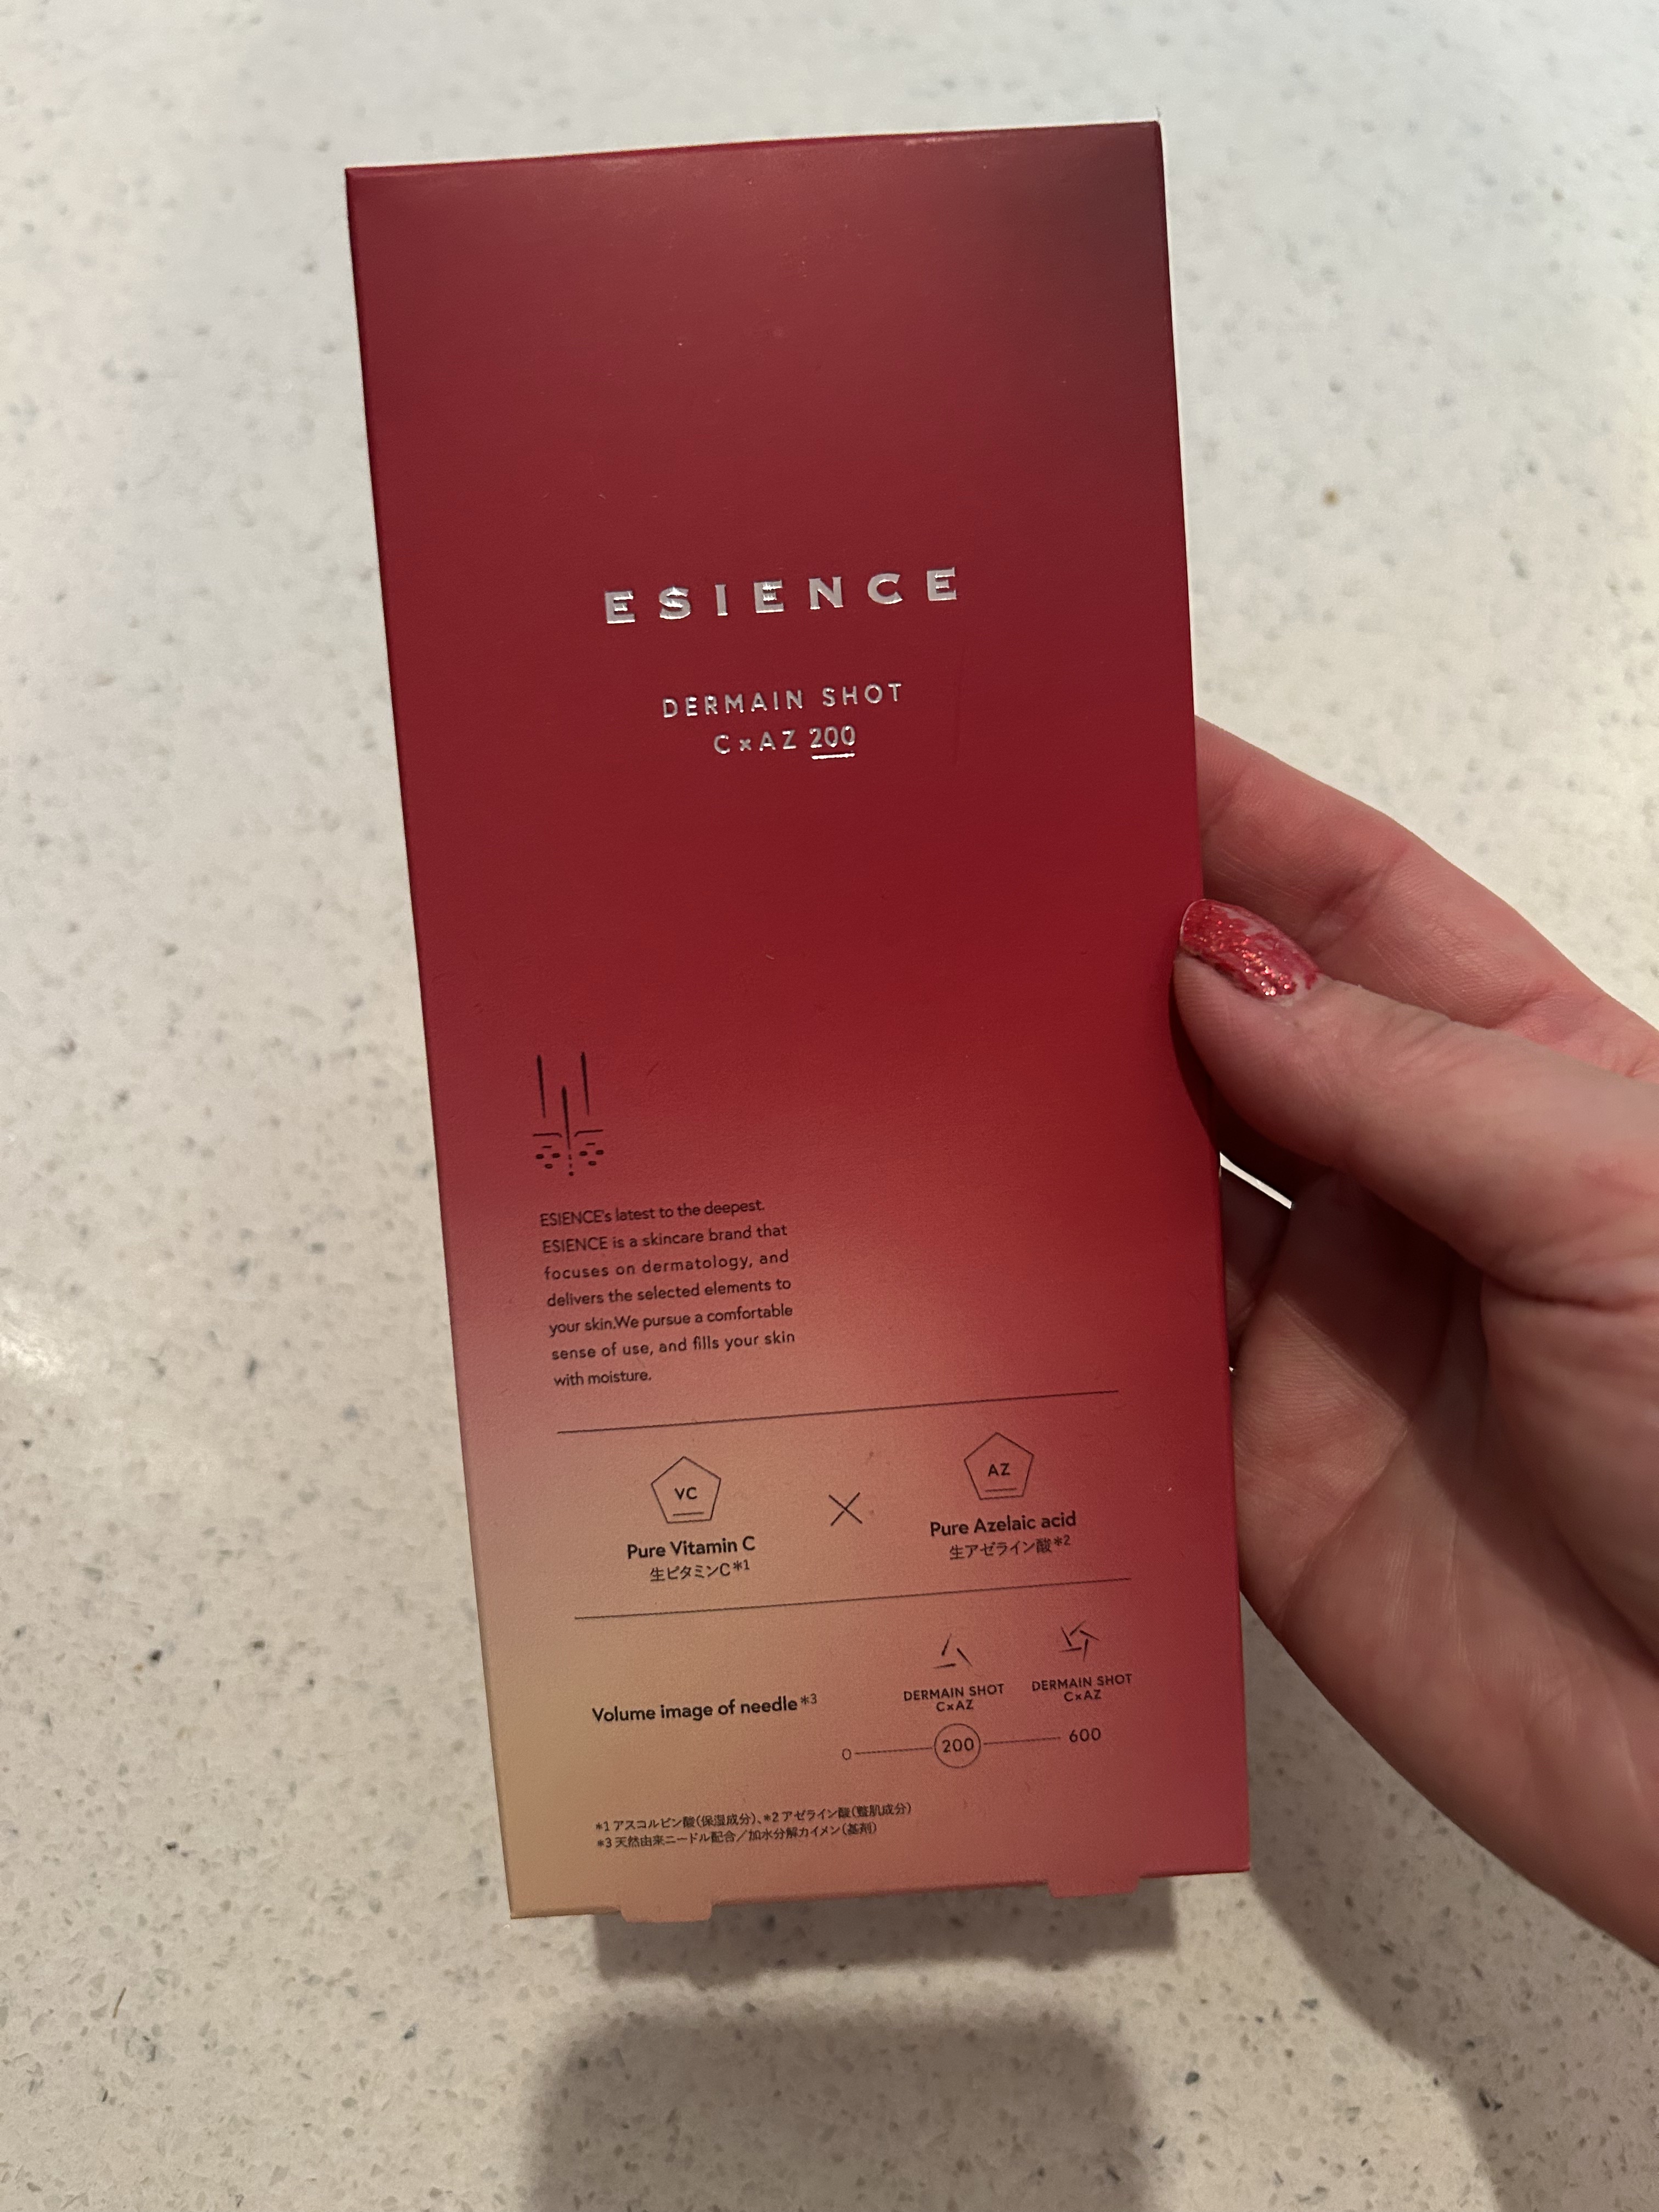 ESIENCE
DERMAIN SHOT
C×AZ 200
ESIENCE's latest to the deepest.
ESIENCE is a skincare brand that
focuses on dermatology, and
delivers the selected elements to
your skin.We pursue a comfortable
sense of use, and fills your skin
with moisture.
VC
Pure Vitamin C
生ビタミンC*1
×
AZ
Pure Azelaic acid
生アゼライン酸*2
Volume image of needle*3
DERMAIN SHOT
C×AZ
DERMAIN SHOT
C×AZ
0 200 600
*1 アスコルビン酸(保湿成分)、*2 アゼライン酸(整肌成分)
*3 天然由来ニードル配合/加水分解カイメン(基剤)